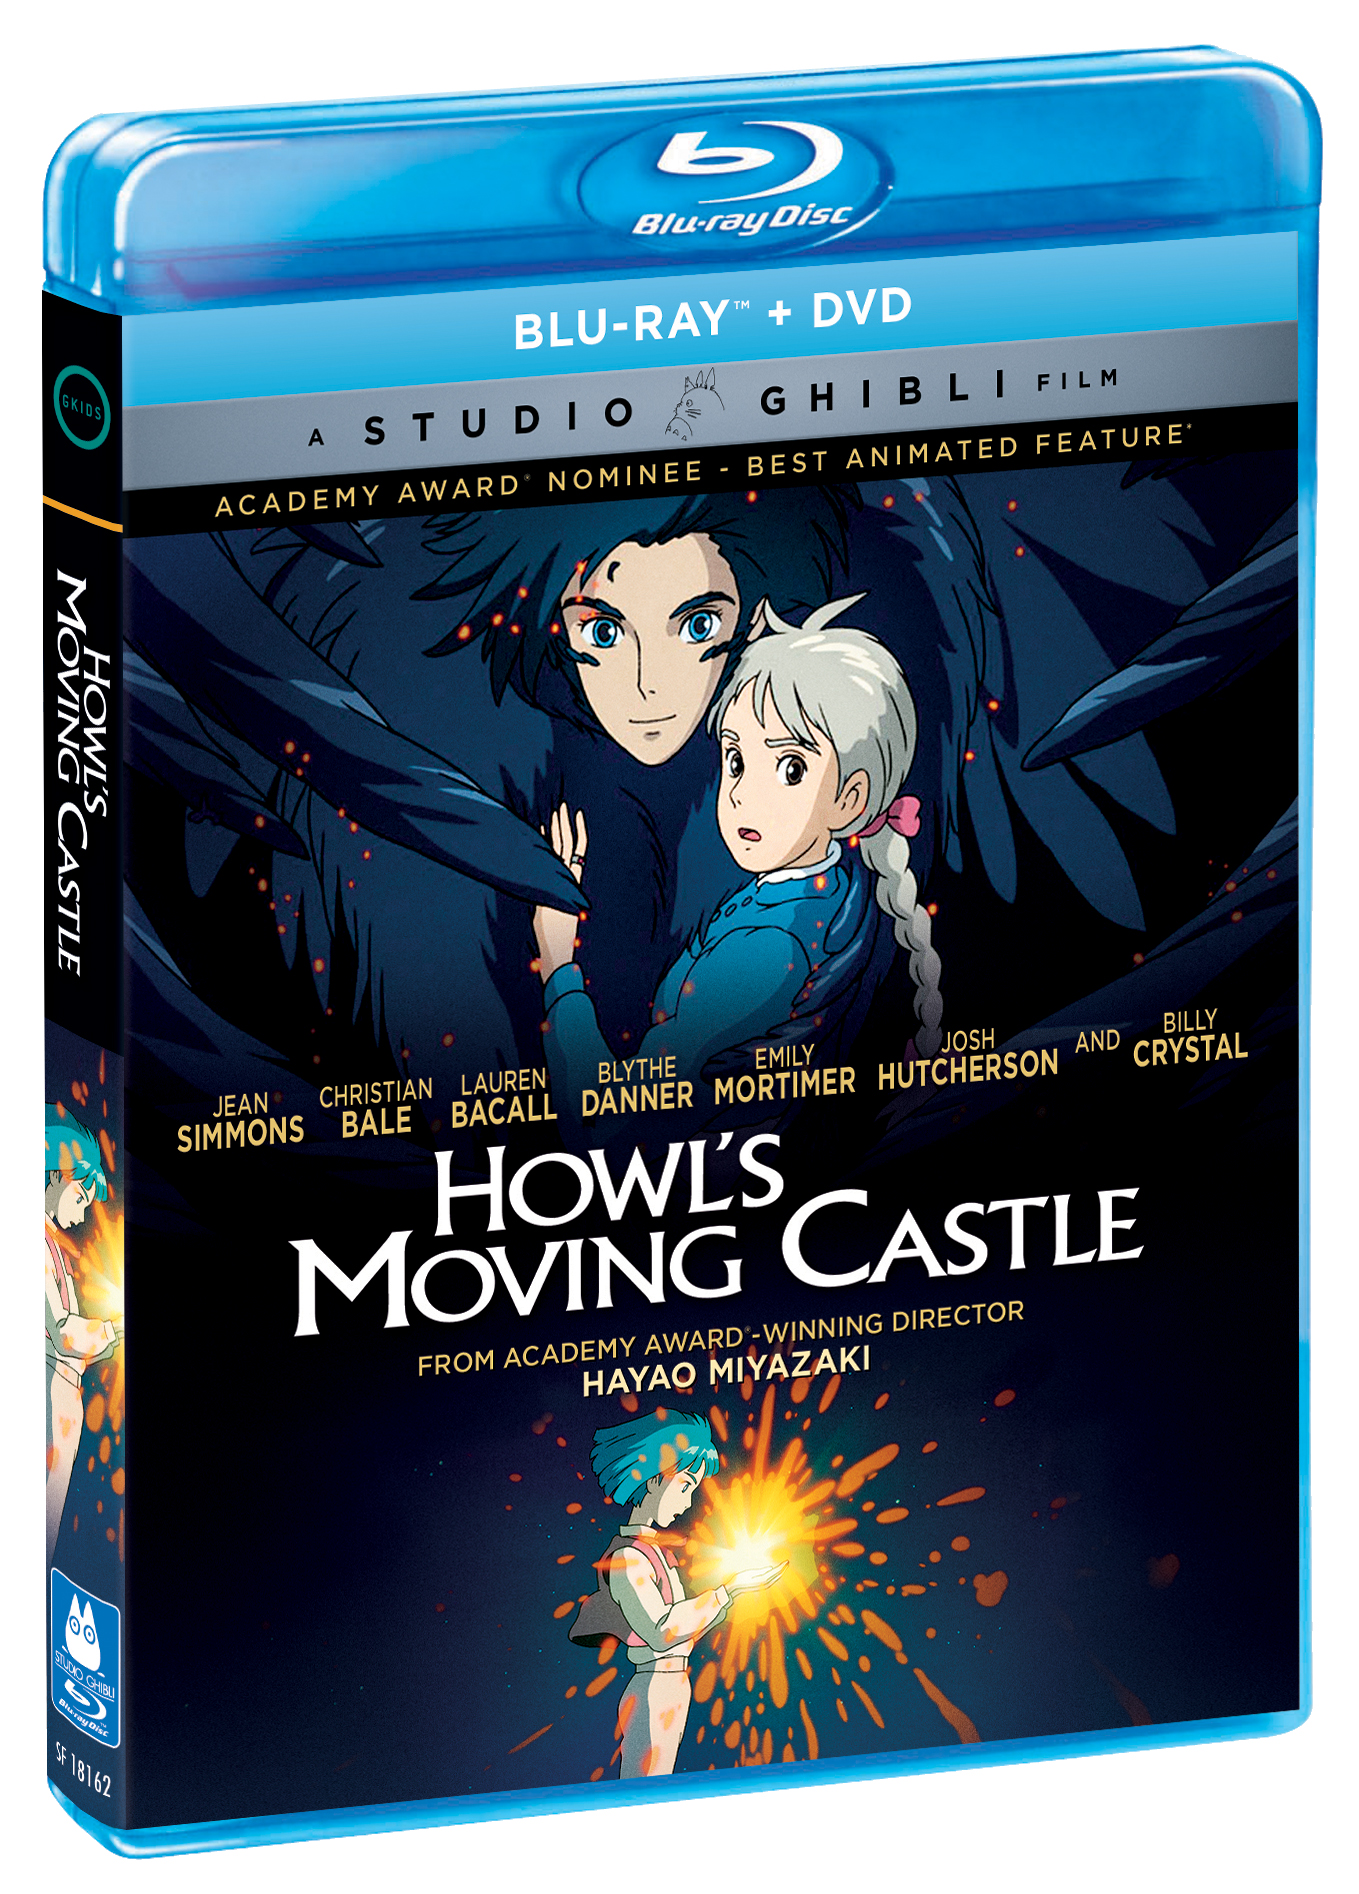 Blu-ray Disc
BLU-RAY™ + DVD
A STUDIO GHIBLI FILM
ACADEMY AWARD® NOMINEE - BEST ANIMATED FEATURE*
JEAN SIMMONS
CHRISTIAN BALE
LAUREN BACALL
BLYTHE DANNER
EMILY MORTIMER
JOSH HUTCHERSON
AND
BILLY CRYSTAL
HOWL'S
MOVING CASTLE
FROM ACADEMY AWARD®-WINNING DIRECTOR
HAYAO MIYAZAKI
GKIDS
HOWL'S
MOVING CASTLE
STUDIO GHIBLI
Blu-ray Disc™
SF 18162